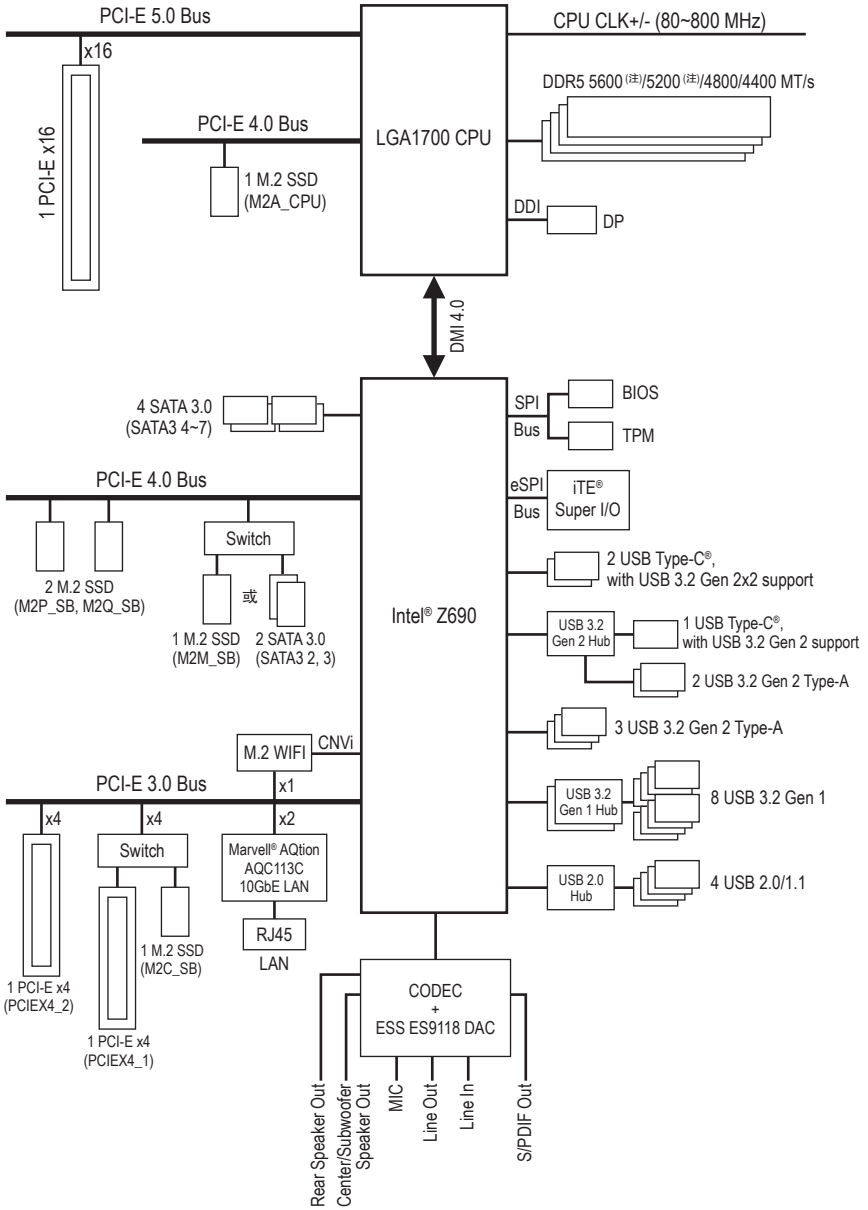 PCI-E 5.0 Bus
CPU CLK+/- (80~800 MHz)
x16
1 PCI-E x16
DDR5 5600 (注)/5200 (注)/4800/4400 MT/s
PCI-E 4.0 Bus
LGA1700 CPU
1 M.2 SSD
(M2A_CPU)
DDI
DP
DMI 4.0
4 SATA 3.0
(SATA3 4~7)
SPI
Bus
BIOS
TPM
PCI-E 4.0 Bus
eSPI
Bus
iTE®
Super I/O
Switch
2 M.2 SSD
(M2P_SB, M2Q_SB)
或
1 M.2 SSD
(M2M_SB)
2 SATA 3.0
(SATA3 2, 3)
Intel® Z690
2 USB Type-C®,
with USB 3.2 Gen 2x2 support
USB 3.2
Gen 2 Hub
1 USB Type-C®,
with USB 3.2 Gen 2 support
2 USB 3.2 Gen 2 Type-A
3 USB 3.2 Gen 2 Type-A
M.2 WIFI
CNVi
x1
PCI-E 3.0 Bus
USB 3.2
Gen 1 Hub
8 USB 3.2 Gen 1
x4
x4
x2
Switch
Marvell® AQtion
AQC113C
10GbE LAN
USB 2.0
Hub
4 USB 2.0/1.1
RJ45
LAN
1 M.2 SSD
(M2C_SB)
1 PCI-E x4
(PCIEX4_2)
1 PCI-E x4
(PCIEX4_1)
CODEC
+
ESS ES9118 DAC
Rear Speaker Out
Center/Subwoofer
Speaker Out
MIC
Line Out
Line In
S/PDIF Out